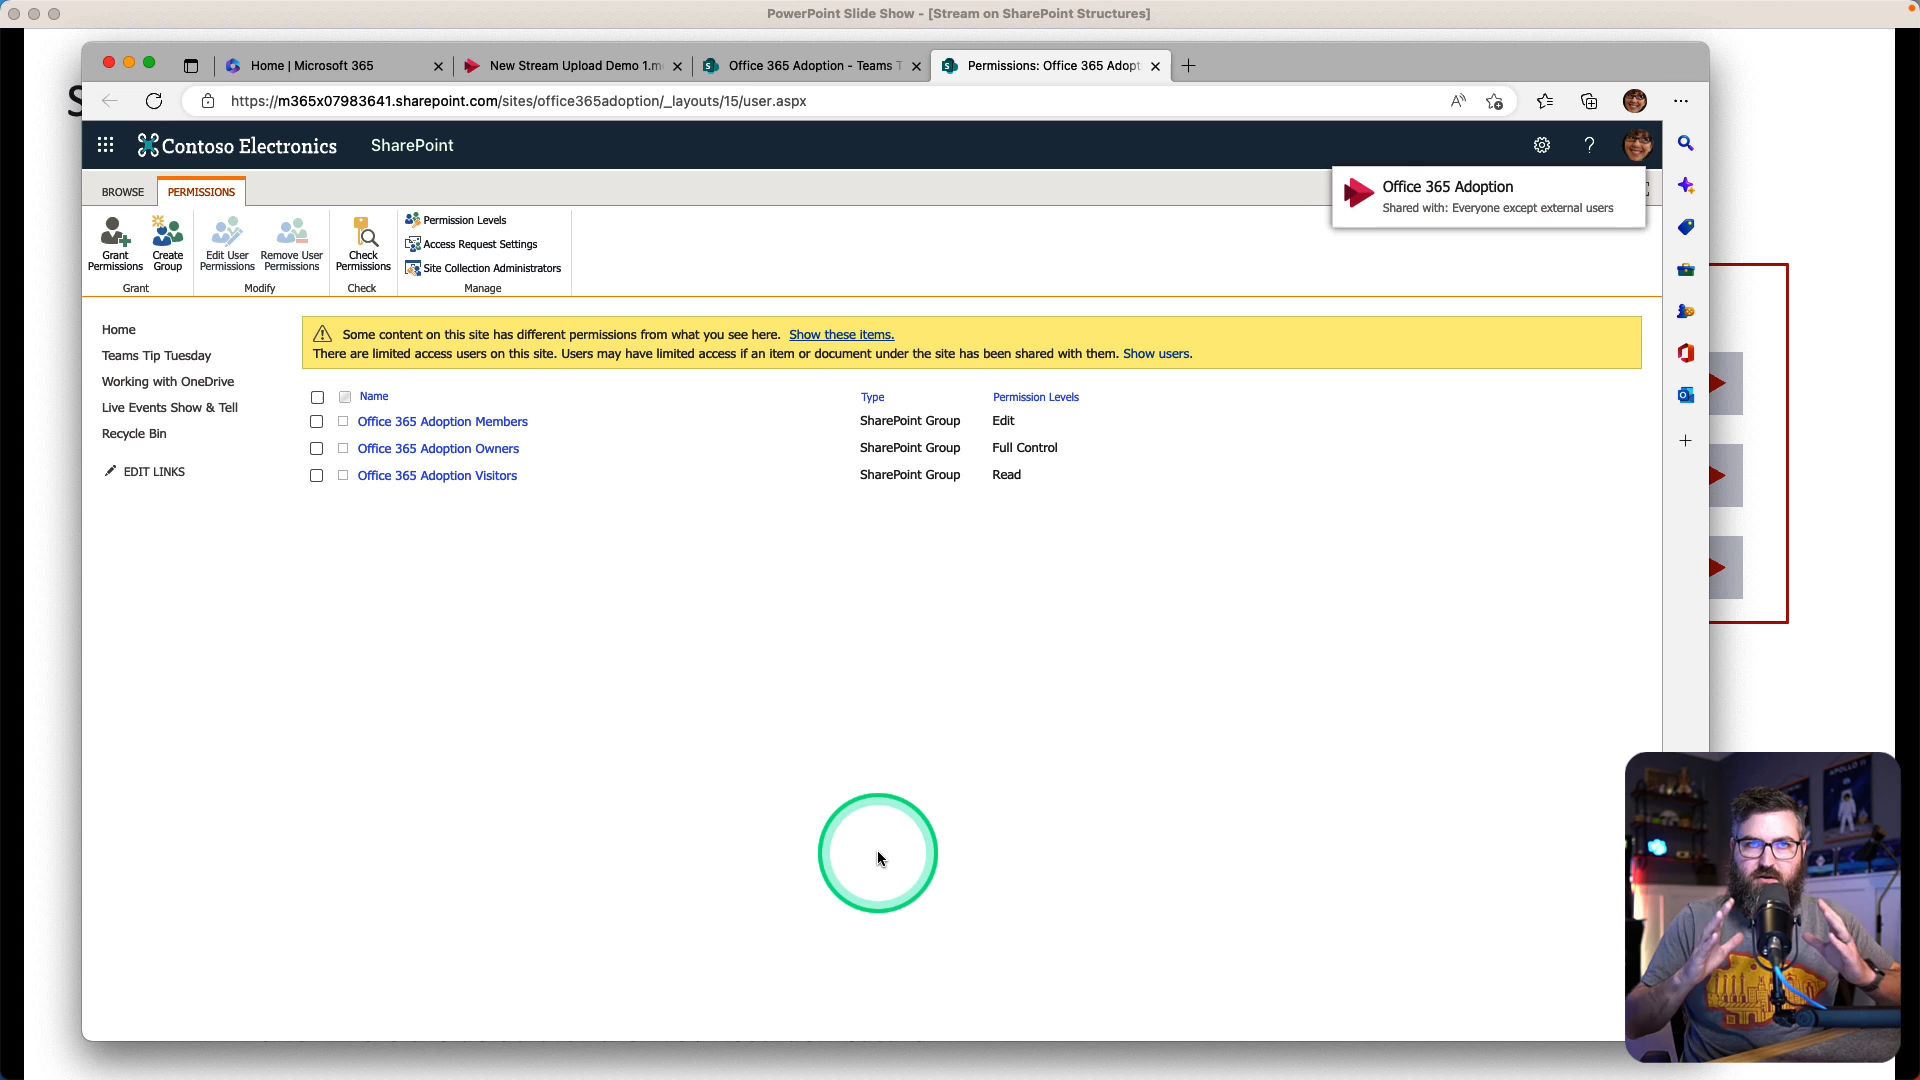 PowerPoint Slide Show - [Stream on SharePoint Structures]
Home | Microsoft 365
New Stream Upload Demo 1.m
Office 365 Adoption - Teams T
Permissions: Office 365 Adopt
https://m365x07983641.sharepoint.com/sites/office365adoption/_layouts/15/user.aspx
S
Contoso Electronics
SharePoint
Office 365 Adoption
Shared with: Everyone except external users
BROWSE
PERMISSIONS
Grant Permissions
Create Group
Edit User Permissions
Remove User Permissions
Check Permissions
Permission Levels
Access Request Settings
Site Collection Administrators
Grant
Modify
Check
Manage
Home
Teams Tip Tuesday
Working with OneDrive
Live Events Show & Tell
Recycle Bin
EDIT LINKS
Some content on this site has different permissions from what you see here. Show these items.
There are limited access users on this site. Users may have limited access if an item or document under the site has been shared with them. Show users.
Name Type Permission Levels
Office 365 Adoption Members SharePoint Group Edit
Office 365 Adoption Owners SharePoint Group Full Control
Office 365 Adoption Visitors SharePoint Group Read
APOLLO 11